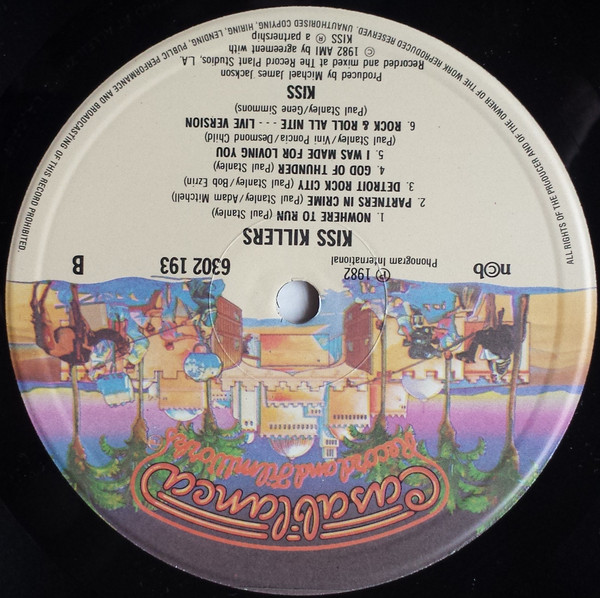 Casablanca
Record and FilmWorks
ncb
℗ 1982
Phonogram International
6302 193
B
KISS KILLERS
1. NOWHERE TO RUN (Paul Stanley)
2. PARTNERS IN CRIME (Paul Stanley/Adam Mitchell)
3. DETROIT ROCK CITY (Paul Stanley/Bob Ezrin)
4. GOD OF THUNDER (Paul Stanley)
5. I WAS MADE FOR LOVING YOU
(Paul Stanley/Vini Poncia/Desmond Child)
6. ROCK & ROLL ALL NITE - - - LIVE VERSION
(Paul Stanley/Gene Simmons)
KISS
Produced by Michael James Jackson
Recorded and mixed at The Record Plant Studios, L.A.
© 1982 AMI by agreement with
KISS ® a partnership
ALL RIGHTS OF THE PRODUCER AND OF THE OWNER OF THE WORK REPRODUCED RESERVED. UNAUTHORISED COPYING, HIRING, LENDING, PUBLIC PERFORMANCE AND BROADCASTING OF THIS RECORD PROHIBITED.